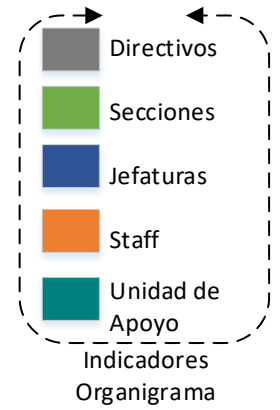 Directivos
Secciones
Jefaturas
Staff
Unidad de
Apoyo
Indicadores
Organigrama